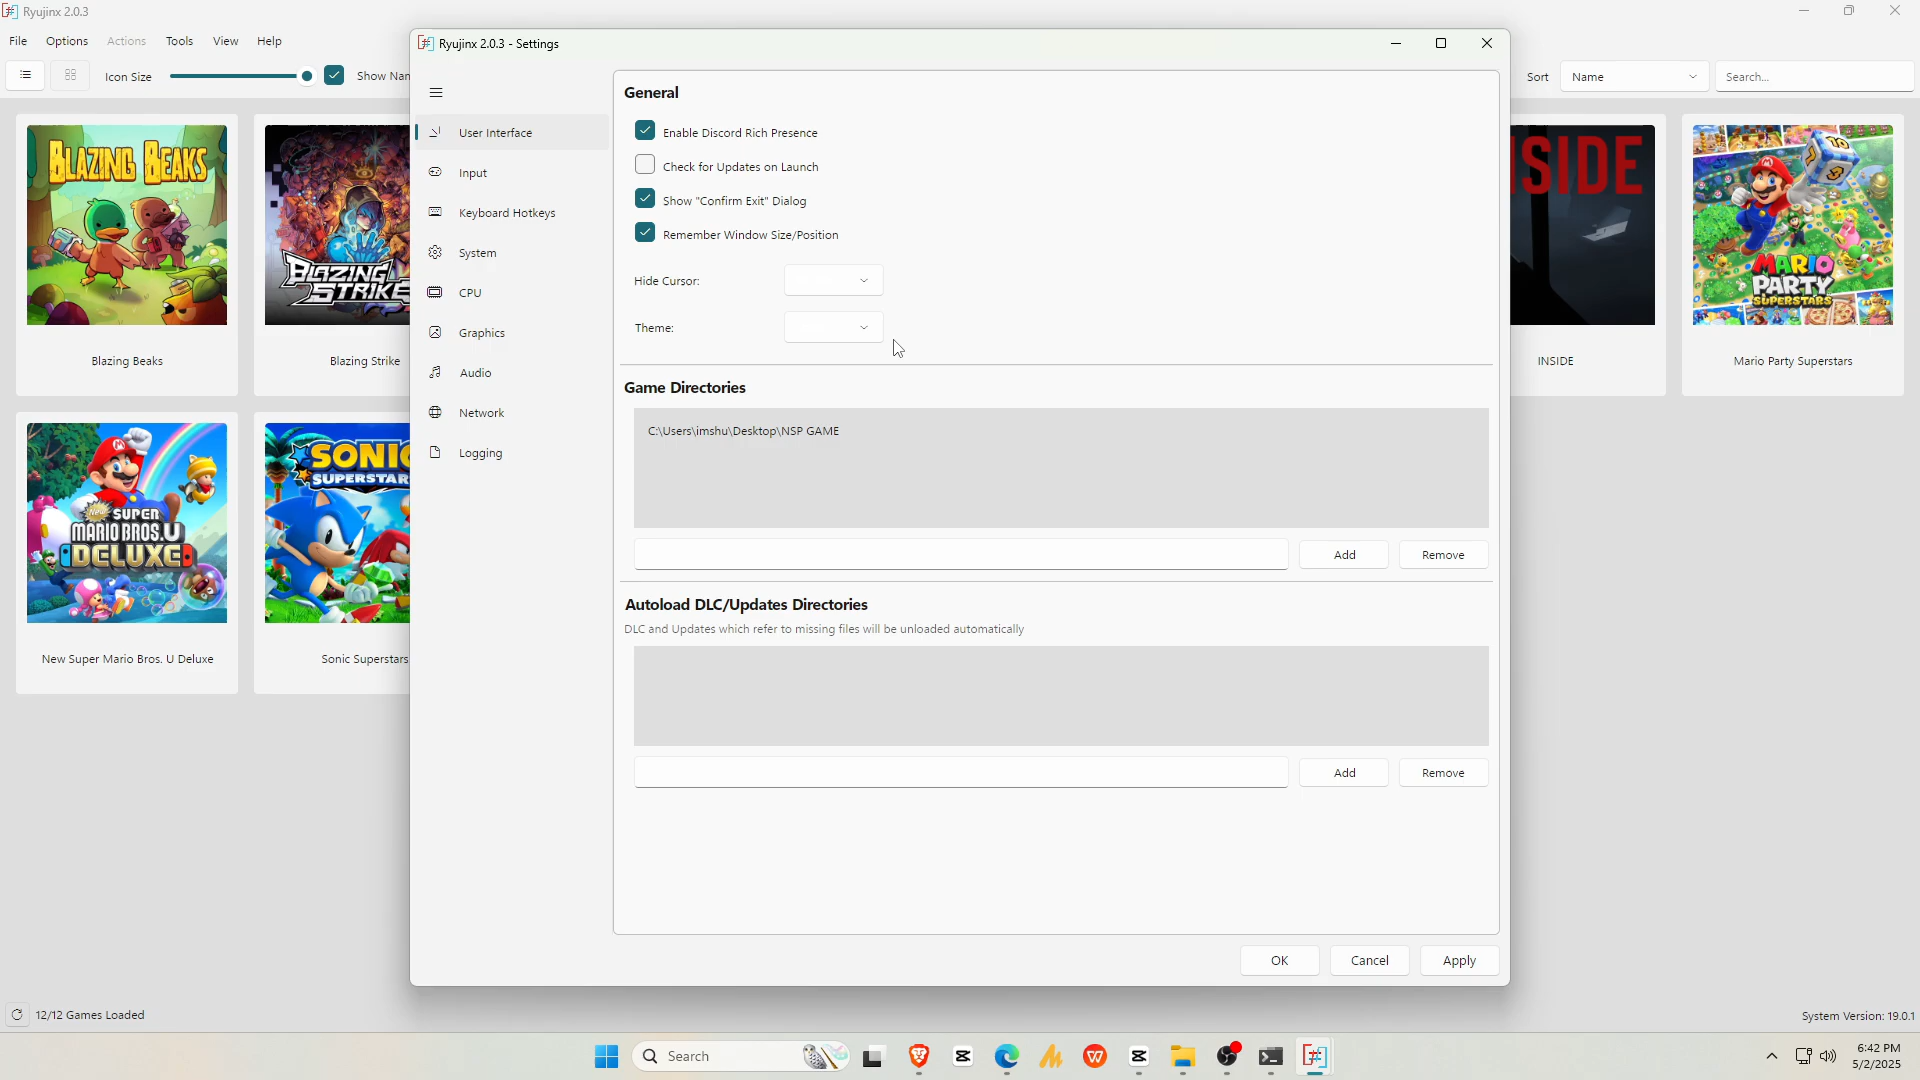 Ryujinx 2.0.3
File Options Actions Tools View Help
Icon Size Show Nam
Sort Name Search...
Ryujinx 2.0.3 - Settings
User Interface
Input
Keyboard Hotkeys
System
CPU
Graphics
Audio
Network
Logging
General
Enable Discord Rich Presence
Check for Updates on Launch
Show "Confirm Exit" Dialog
Remember Window Size/Position
Hide Cursor:
Theme:
Game Directories
C:\Users\imshu\Desktop\NSP GAME
Add Remove
Autoload DLC/Updates Directories
DLC and Updates which refer to missing files will be unloaded automatically
Add Remove
OK Cancel Apply
BLAZING BEAKS
Blazing Beaks
BLAZING STRIKE
Blazing Strike
SIDE
INSIDE
MARIO PARTY SUPERSTARS
Mario Party Superstars
New SUPER MARIO BROS. U DELUXE
New Super Mario Bros. U Deluxe
SONIC
SUPERSTAR
Sonic Superstars
12/12 Games Loaded
System Version: 19.0.1
Search
6:42 PM
5/2/2025